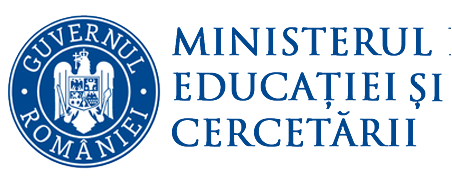 GUVERNUL ROMÂNIEI
MINISTERUL
EDUCAȚIEI ȘI
CERCETĂRII